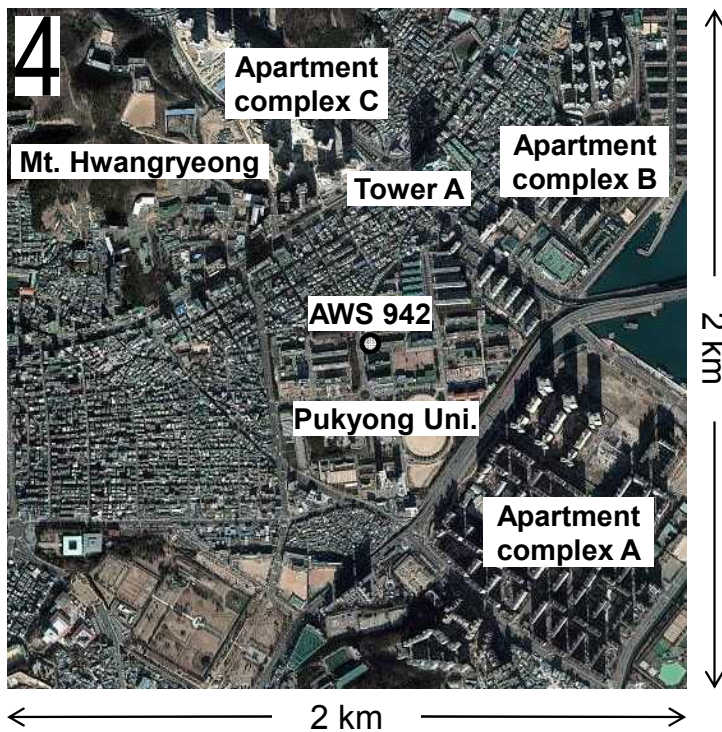 4
Apartment
complex C
Mt. Hwangryeong
Apartment
complex B
Tower A
AWS 942
Pukyong Uni.
Apartment
complex A
2 km
2 km